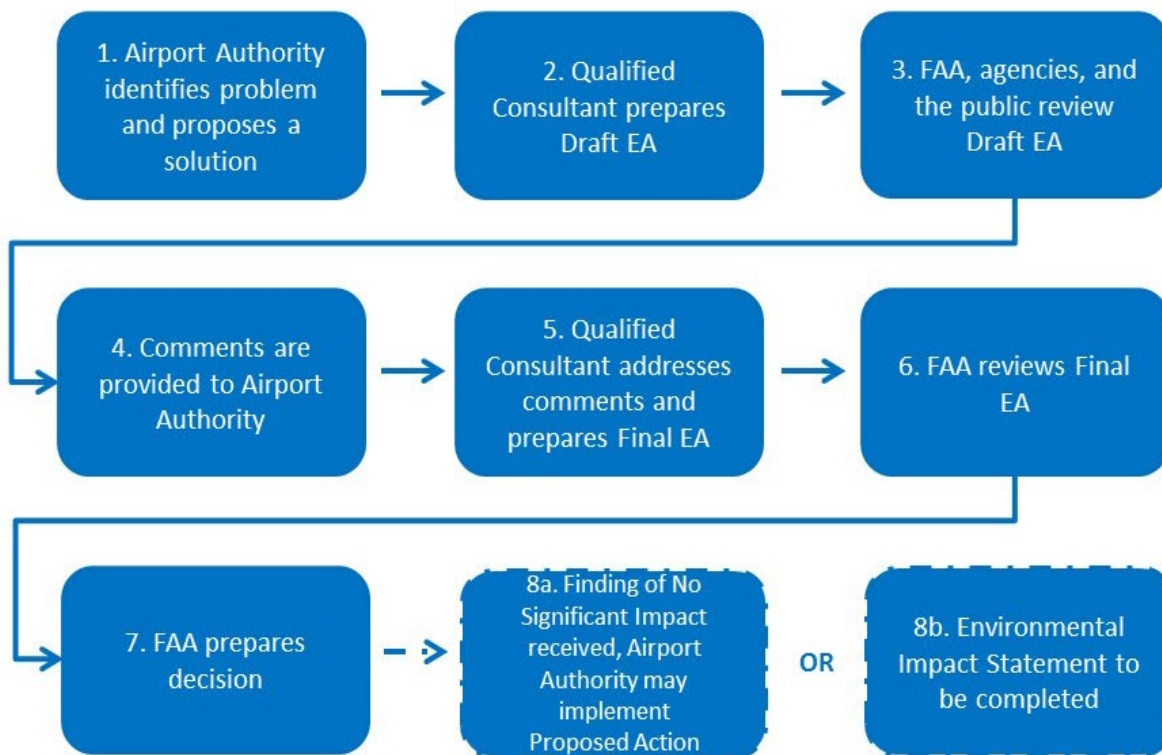 1. Airport Authority
identifies problem
and proposes a
solution
2. Qualified
Consultant prepares
Draft EA
3. FAA, agencies, and
the public review
Draft EA
4. Comments are
provided to Airport
Authority
5. Qualified
Consultant addresses
comments and
prepares Final EA
6. FAA reviews Final
EA
7. FAA prepares
decision
8a. Finding of No
Significant Impact
received, Airport
Authority may
implement
Proposed Action
OR
8b. Environmental
Impact Statement to
be completed